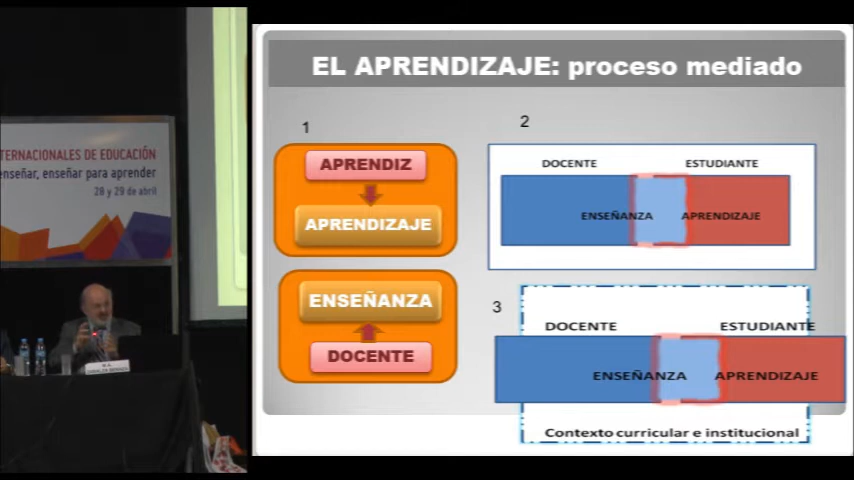 TERNACIONALES DE EDUCACIÓN
enseñar, enseñar para aprender
28 y 29 de abril
EL APRENDIZAJE: proceso mediado
1
APRENDIZ
APRENDIZAJE
ENSEÑANZA
DOCENTE
2
DOCENTE ESTUDIANTE
ENSEÑANZA APRENDIZAJE
3
DOCENTE ESTUDIANTE
ENSEÑANZA APRENDIZAJE
Contexto curricular e institucional